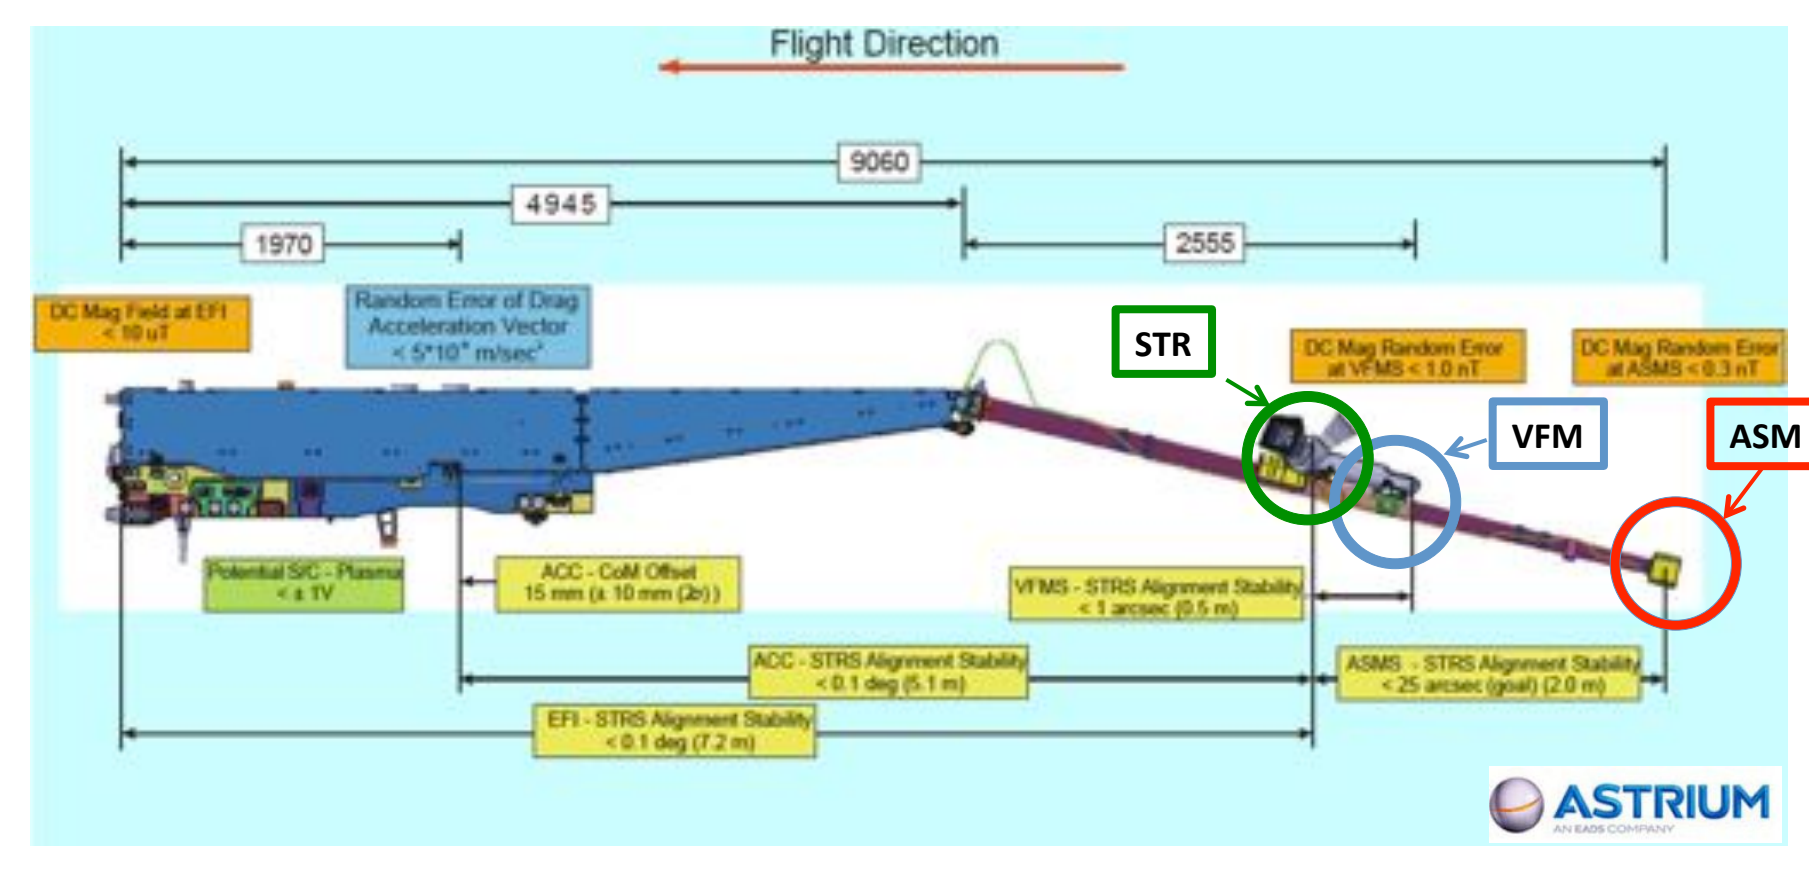 Flight Direction
9060
4945
1970
2555
DC Mag Field at EFI
< 10 uT
Random Error of Drag
Acceleration Vector
m/sec²
STR
DC Mag Random Error
at VFMS < 1.0 nT
DC Mag Random Error
at ASMS < 0.3 nT
VFM
ASM
Potential S/C - Plasma
< ± 1V
ACC - CoM Offset
15 mm (± 10 mm (2σ))
VFMS - STRS Alignment Stability
< 1 arcsec (0.5 m)
ACC - STRS Alignment Stability
< 0.1 deg (5.1 m)
ASMS - STRS Alignment Stability
< 25 arcsec (goal) (2.0 m)
EFI - STRS Alignment Stability
< 0.1 deg (7.2 m)
ASTRIUM
AN EADS COMPANY